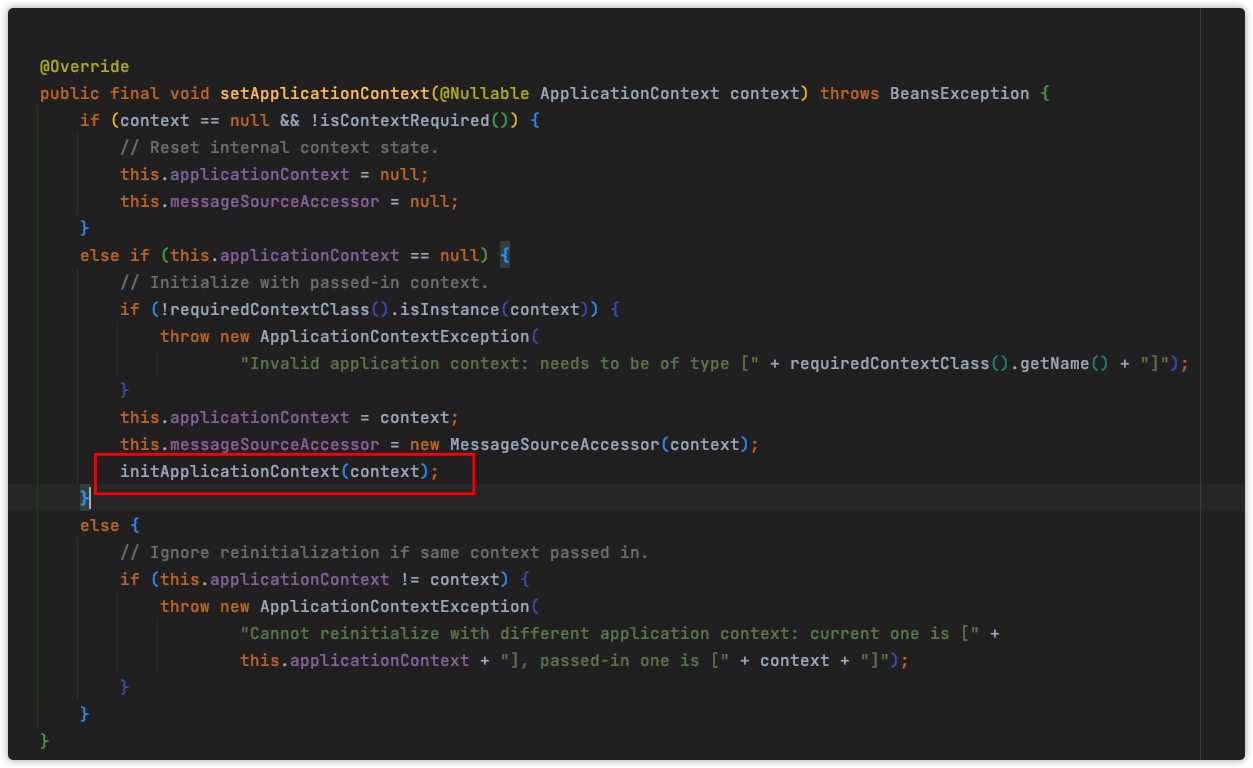 @Override
public final void setApplicationContext(@Nullable ApplicationContext context) throws BeansException {
if (context == null && !isContextRequired()) {
// Reset internal context state.
this.applicationContext = null;
this.messageSourceAccessor = null;
}
else if (this.applicationContext == null) {
// Initialize with passed-in context.
if (!requiredContextClass().isInstance(context)) {
throw new ApplicationContextException(
"Invalid application context: needs to be of type [" + requiredContextClass().getName() + "]");
}
this.applicationContext = context;
this.messageSourceAccessor = new MessageSourceAccessor(context);
initApplicationContext(context);
}
else {
// Ignore reinitialization if same context passed in.
if (this.applicationContext != context) {
throw new ApplicationContextException(
"Cannot reinitialize with different application context: current one is [" +
this.applicationContext + "], passed-in one is [" + context + "]");
}
}
}